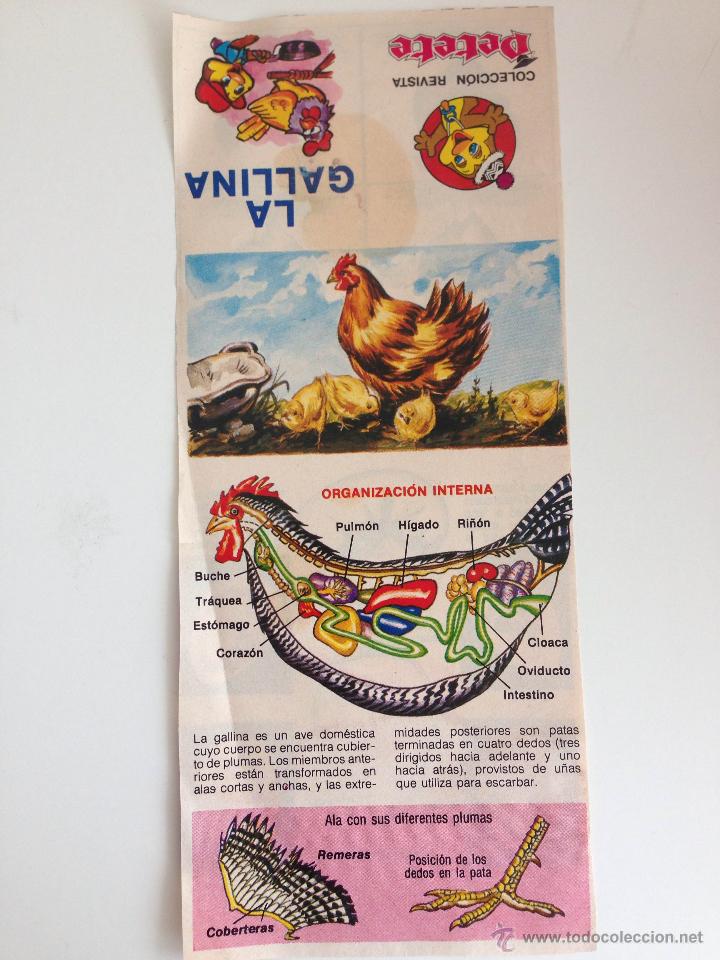 COLECCIÓN REVISTA
Petete
LA
GALLINA
ORGANIZACIÓN INTERNA
Pulmón
Hígado
Riñón
Buche
Tráquea
Estómago
Corazón
Cloaca
Oviducto
Intestino
La gallina es un ave doméstica
cuyo cuerpo se encuentra cubier-
to de plumas. Los miembros ante-
riores están transformados en
alas cortas y anchas, y las extre-
midades posteriores son patas
terminadas en cuatro dedos (tres
dirigidos hacia adelante y uno
hacia atrás), provistos de uñas
que utiliza para escarbar.
Ala con sus diferentes plumas
Remeras
Coberteras
Posición de los
dedos en la pata
www.todocoleccion.net